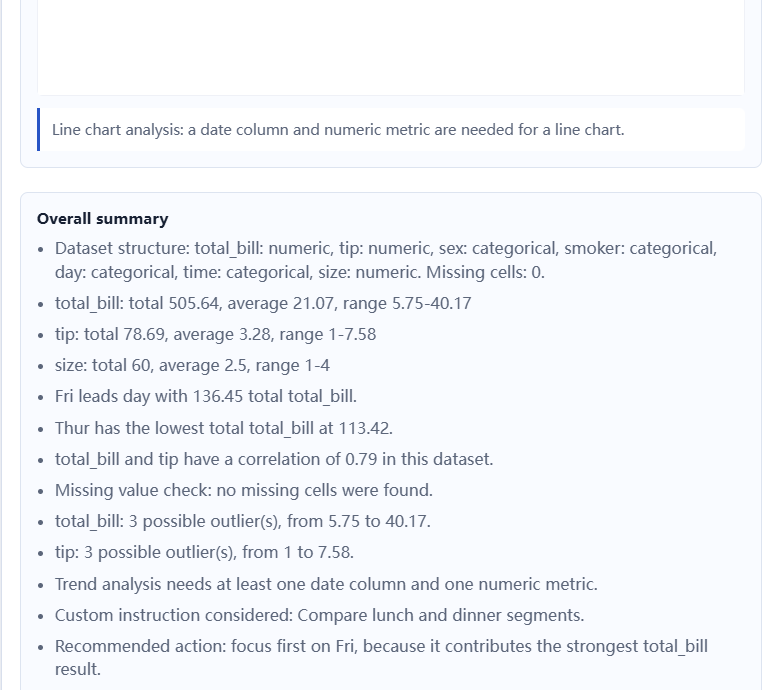 Line chart analysis: a date column and numeric metric are needed for a line chart.
Overall summary
Dataset structure: total_bill: numeric, tip: numeric, sex: categorical, smoker: categorical,
day: categorical, time: categorical, size: numeric. Missing cells: 0.
total_bill: total 505.64, average 21.07, range 5.75-40.17
tip: total 78.69, average 3.28, range 1-7.58
size: total 60, average 2.5, range 1-4
Fri leads day with 136.45 total total_bill.
Thur has the lowest total total_bill at 113.42.
total_bill and tip have a correlation of 0.79 in this dataset.
Missing value check: no missing cells were found.
total_bill: 3 possible outlier(s), from 5.75 to 40.17.
tip: 3 possible outlier(s), from 1 to 7.58.
Trend analysis needs at least one date column and one numeric metric.
Custom instruction considered: Compare lunch and dinner segments.
Recommended action: focus first on Fri, because it contributes the strongest total_bill
result.